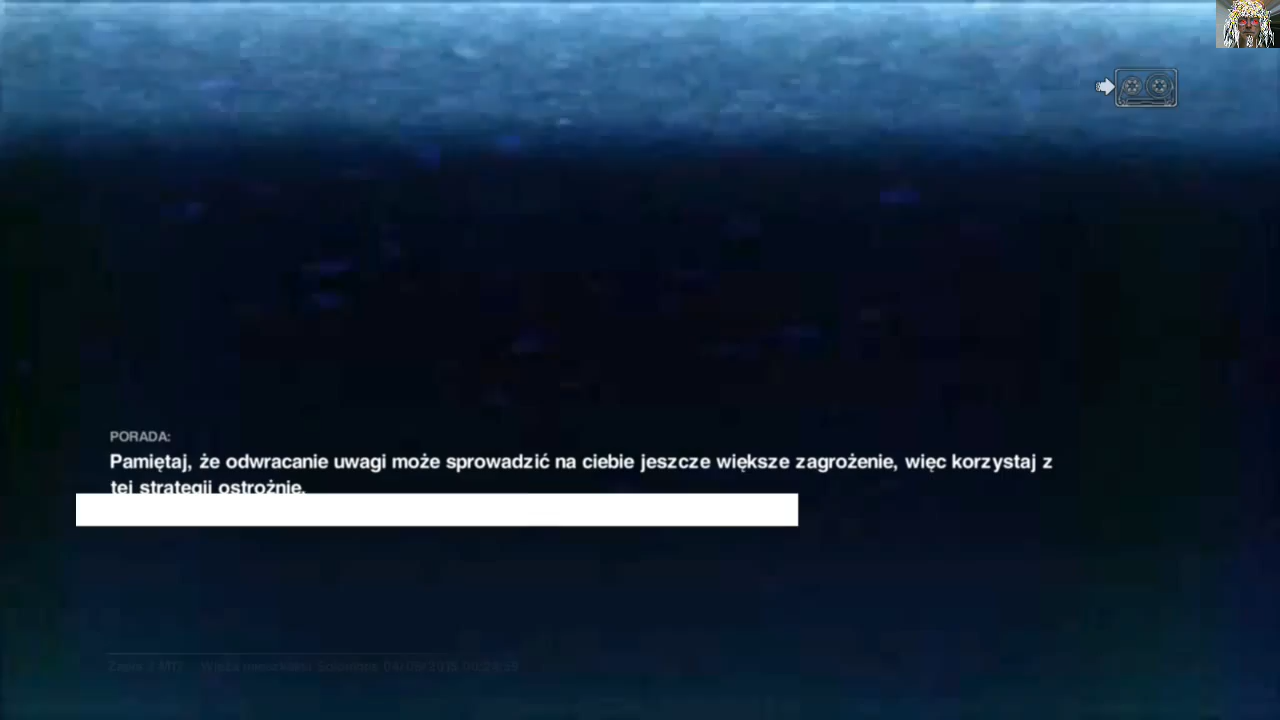 PORADA:
Pamiętaj, że odwracanie uwagi może sprowadzić na ciebie jeszcze większe zagrożenie, więc korzystaj z
tej strategii ostrożnie.